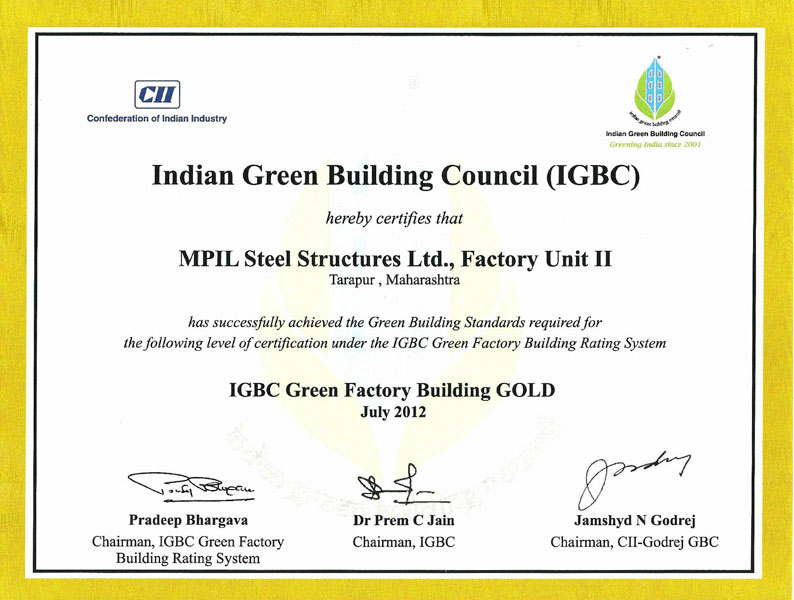 CII
Confederation of Indian Industry
indian green building council
Indian Green Building Council
Greening India since 2001
Indian Green Building Council (IGBC)
hereby certifies that
MPIL Steel Structures Ltd., Factory Unit II
Tarapur , Maharashtra
has successfully achieved the Green Building Standards required for
the following level of certification under the IGBC Green Factory Building Rating System
IGBC Green Factory Building GOLD
July 2012
indian green building council
Pradeep Bhargava
Chairman, IGBC Green Factory
Building Rating System
Dr Prem C Jain
Chairman, IGBC
Jamshyd N Godrej
Chairman, CII-Godrej GBC